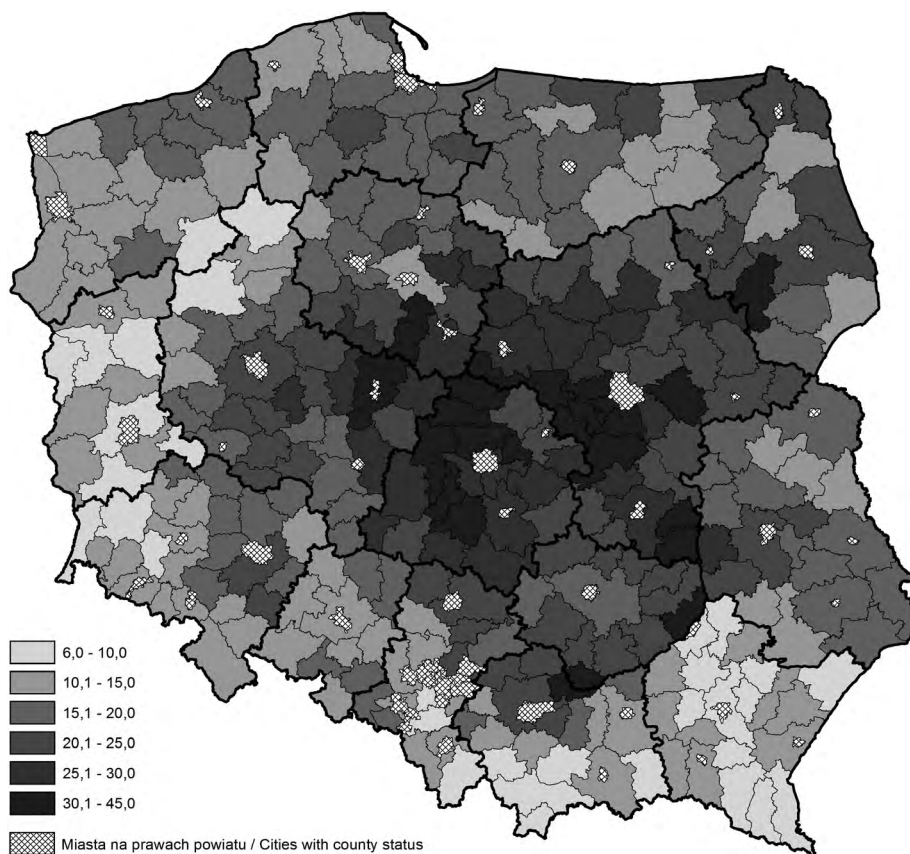 6,0 - 10,0
10,1 - 15,0
15,1 - 20,0
20,1 - 25,0
25,1 - 30,0
30,1 - 45,0
Miasta na prawach powiatu / Cities with county status